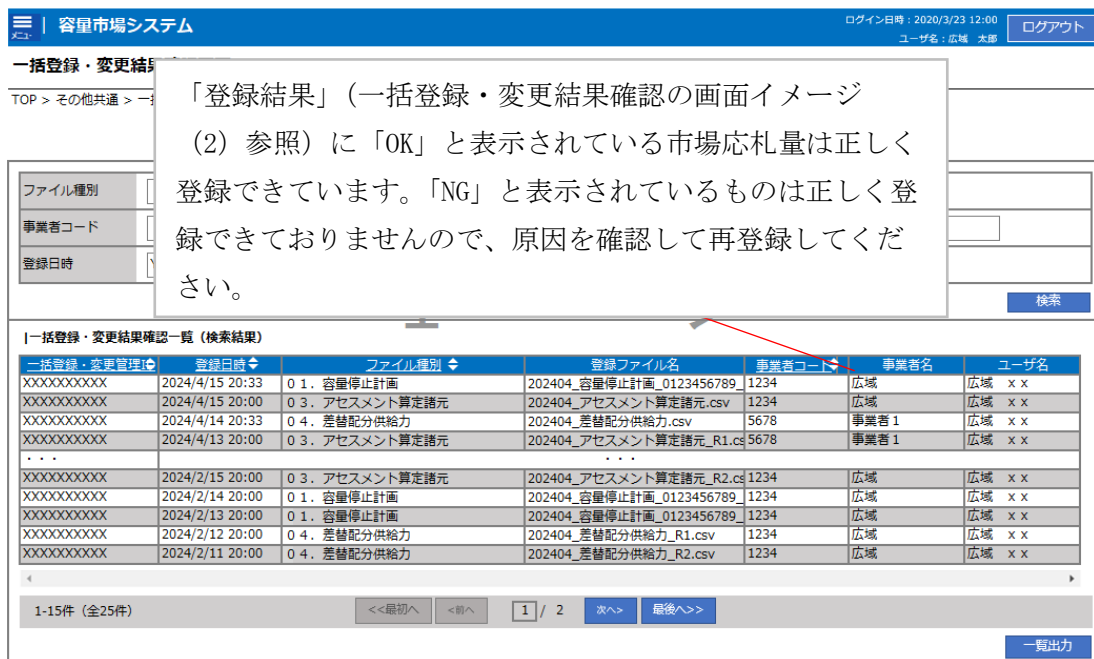 メニュー
容量市場システム
ログイン日時：2020/3/23 12:00
ユーザ名：広域　太郎
ログアウト
一括登録・変更結
TOP > その他共通 >
「登録結果」（一括登録・変更結果確認の画面イメージ
（2）参照）に「OK」と表示されている市場応札量は正しく
登録できています。「NG」と表示されているものは正しく登
録できておりませんので、原因を確認して再登録してくだ
さい。
ファイル種別
事業者コード
登録日時
検索
|一括登録・変更結果確認一覧（検索結果）
一括登録・変更管理ID 登録日時 ファイル種別 登録ファイル名 事業者コード 事業者名 ユーザ名
XXXXXXXXXX 2024/4/15 20:33 ０１．容量停止計画 202404_容量停止計画_0123456789_ 1234 広域 広域　ｘｘ
XXXXXXXXXX 2024/4/15 20:00 ０３．アセスメント算定諸元 202404_アセスメント算定諸元.csv 1234 広域 広域　ｘｘ
XXXXXXXXXX 2024/4/14 20:33 ０４．差替配分供給力 202404_差替配分供給力.csv 5678 事業者１ 広域　ｘｘ
XXXXXXXXXX 2024/4/13 20:00 ０３．アセスメント算定諸元 202404_アセスメント算定諸元_R1.cs 5678 事業者１ 広域　ｘｘ
・・・ ・・・
XXXXXXXXXX 2024/2/15 20:00 ０３．アセスメント算定諸元 202404_アセスメント算定諸元_R2.cs 1234 広域 広域　ｘｘ
XXXXXXXXXX 2024/2/14 20:00 ０１．容量停止計画 202404_容量停止計画_0123456789_ 1234 広域 広域　ｘｘ
XXXXXXXXXX 2024/2/13 20:00 ０１．容量停止計画 202404_容量停止計画_0123456789_ 1234 広域 広域　ｘｘ
XXXXXXXXXX 2024/2/12 20:00 ０４．差替配分供給力 202404_差替配分供給力_R1.csv 1234 広域 広域　ｘｘ
XXXXXXXXXX 2024/2/11 20:00 ０４．差替配分供給力 202404_差替配分供給力_R2.csv 1234 広域 広域　ｘｘ
1-15件（全25件）
<<最初へ <前へ 1 / 2 次へ> 最後へ>>
一覧出力